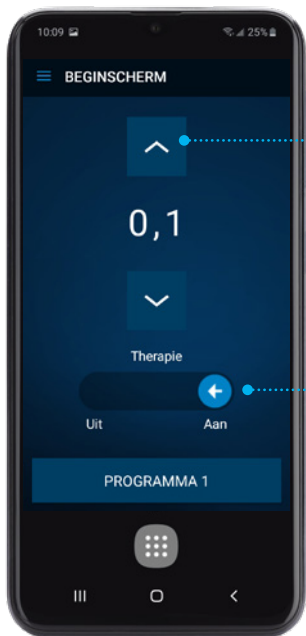 10:09 25%
BEGINSCHERM
0,1
Therapie
Uit Aan
PROGRAMMA 1